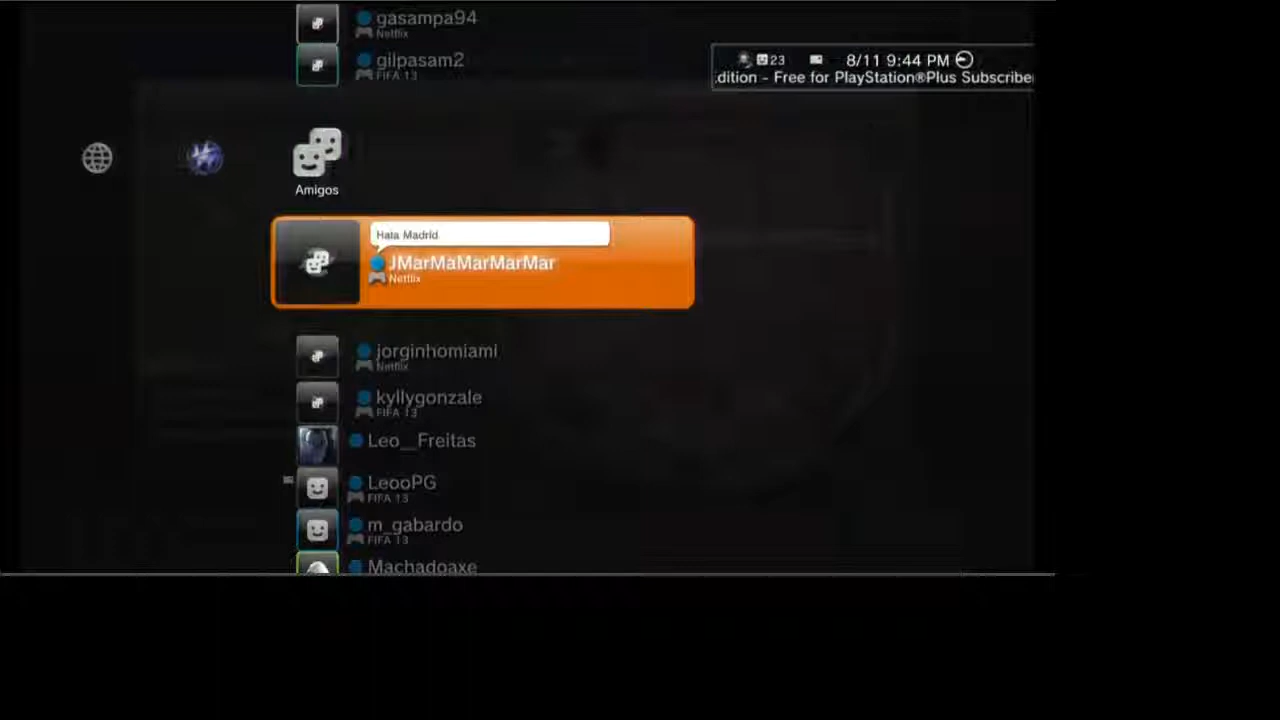 gasampa94
Netflix
gilpasam2
FIFA 13
23 8/11 9:44 PM
dition - Free for PlayStation®Plus Subscribe
Amigos
Hala Madrid
JMarMaMarMarMar
Netflix
jorginhomiami
Netflix
kyllygonzale
FIFA 13
Leo__Freitas
LeooPG
FIFA 13
m_gabardo
FIFA 13
Machadoaxe